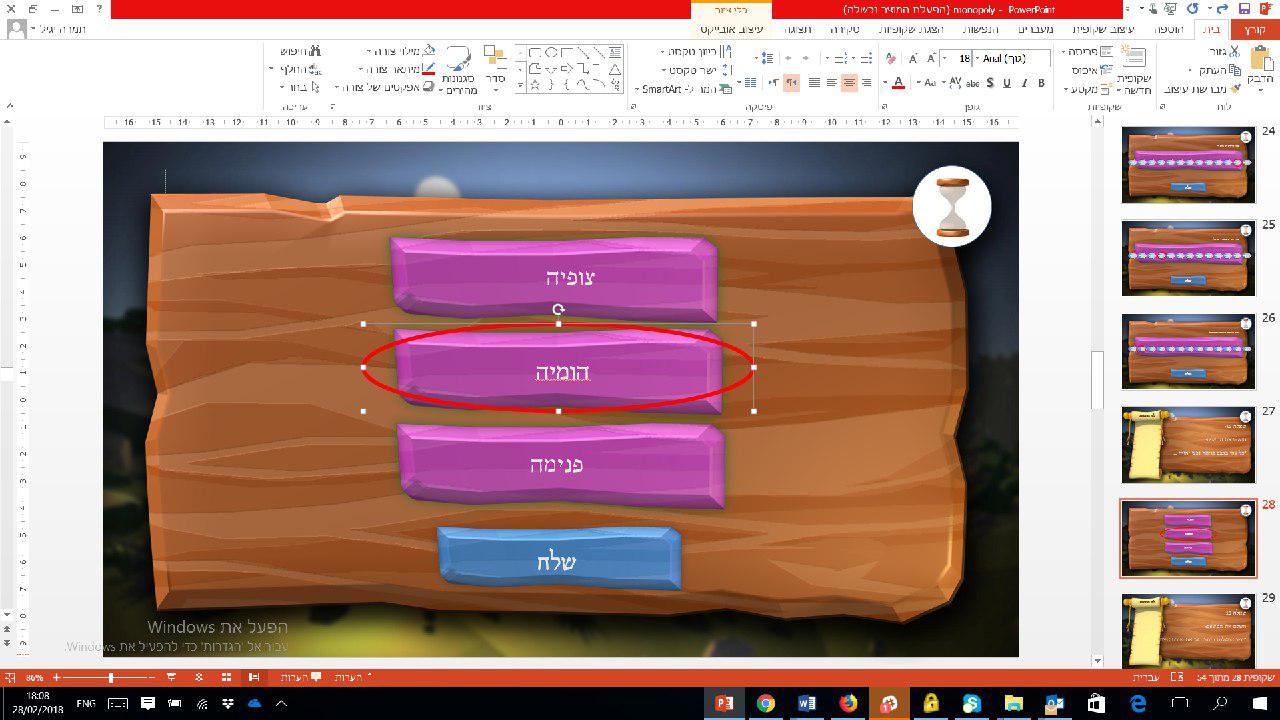 monopoly (הפעלת המוצר נכשלה) - PowerPoint
כלי ציור
תמרה יגיל
קובץ בית הוספה עיצוב שקופית מעברים הנפשות הצגת שקופיות סקירה תצוגה עיצוב אובייקט
הדבק
גזור
העתק
מברשת עיצוב
לוח
שקופית חדשה
פריסה
איפוס
מקטע
שקופיות
Arial (גוף) 18
גופן
כיוון טקסט
ישר טקסט
המר ל- SmartArt
פיסקה
סדר
סגנונות מהירים
מילוי צורה
מיתאר צורה
אפקטים של צורה
ציור
חיפוש
החלף
בחר
עריכה
16 15 14 13 12 11 10 9 8 7 6 5 4 3 2 1 0 1 2 3 4 5 6 7 8 9 10 11 12 13 14 15 16
צופיה
הומיה
פנימה
שלח
24
25
26
27
28
29
הפעל את Windows
עבור אל 'הגדרות' כדי להפעיל את Windows.
שקופית 28 מתוך 54
עברית
הערות
הערות
86%
ENG
18:08
28/02/2018